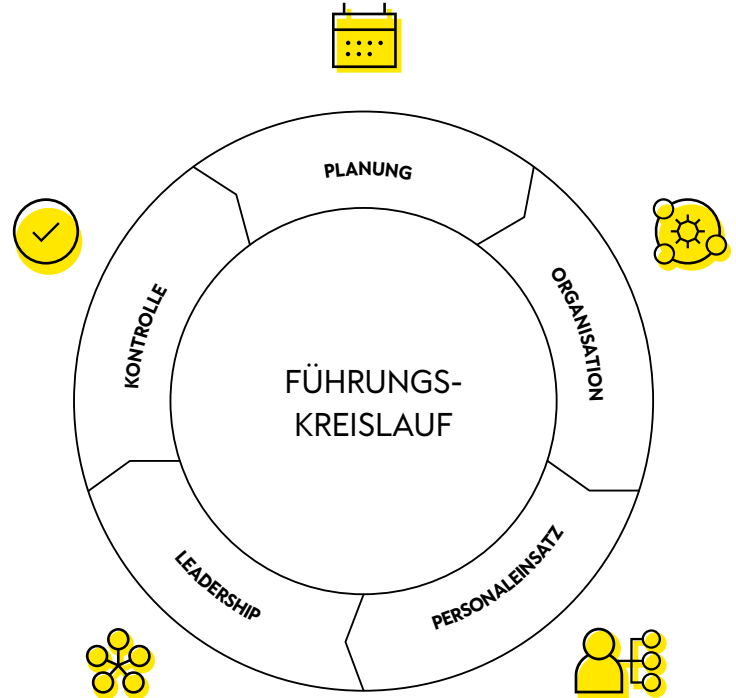 PLANUNG
ORGANISATION
PERSONALEINSATZ
LEADERSHIP
KONTROLLE
FÜHRUNGS-
KREISLAUF